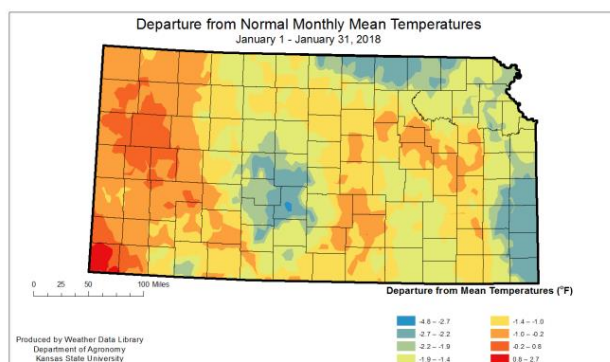 Departure from Normal Monthly Mean Temperatures
January 1 - January 31, 2018
0 25 50 100 Miles
Departure from Mean Temperatures (°F)
-4.6 – -2.7
-2.7 – -2.2
-2.2 – -1.9
-1.9 – -1.4
-1.4 – -1.0
-1.0 – -0.2
-0.2 – 0.8
0.8 – 2.7
Produced by Weather Data Library
Department of Agronomy
Kansas State University